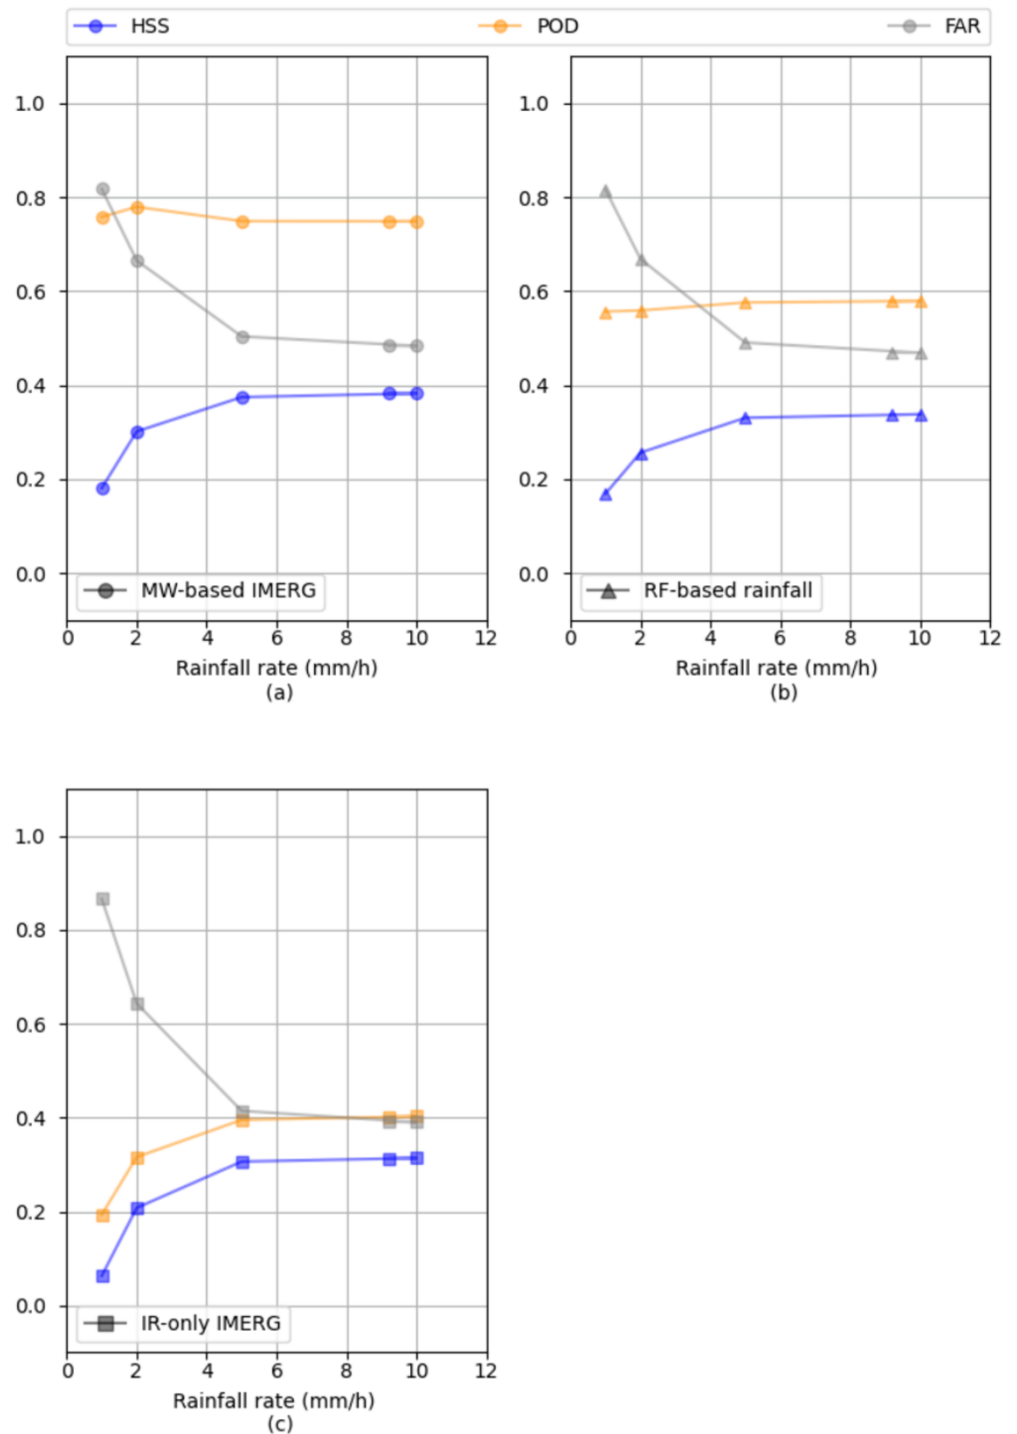 HSS POD FAR
1.0 1.0
0.8 0.8
0.6 0.6
0.4 0.4
0.2 0.2
0.0 0.0
MW-based IMERG RF-based rainfall
0 2 4 6 8 10 12 0 2 4 6 8 10 12
Rainfall rate (mm/h) Rainfall rate (mm/h)
(a) (b)
1.0
0.8
0.6
0.4
0.2
0.0
IR-only IMERG
0 2 4 6 8 10 12
Rainfall rate (mm/h)
(c)